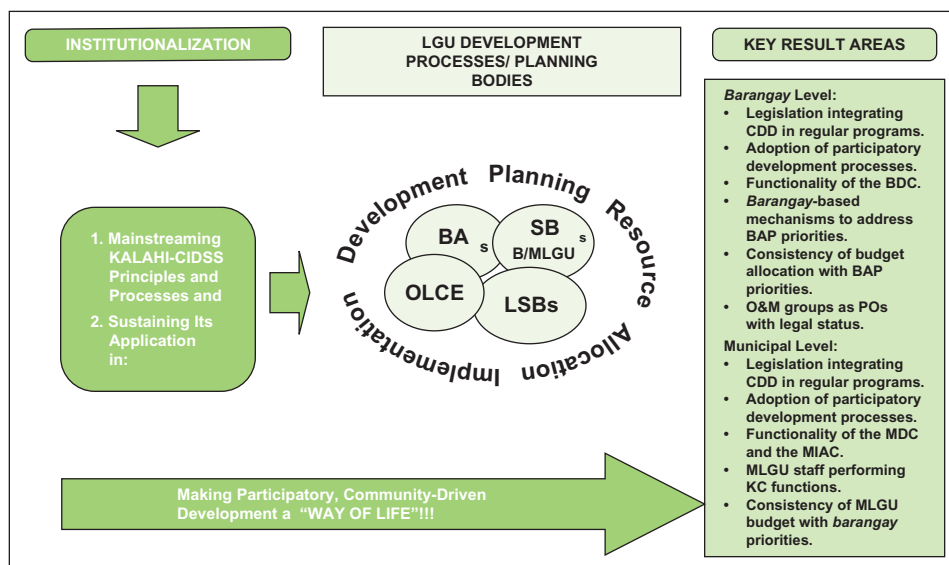 INSTITUTIONALIZATION
1. Mainstreaming
KALAHI-CIDSS
Principles and
Processes and
2. Sustaining Its
Application
in:
LGU DEVELOPMENT
PROCESSES/ PLANNING
BODIES
Development Planning Resource Allocation Implementation
BA
s
SB
s
B/MLGU
OLCE
LSBs
KEY RESULT AREAS
Barangay Level:
• Legislation integrating
CDD in regular programs.
• Adoption of participatory
development processes.
• Functionality of the BDC.
• Barangay-based
mechanisms to address
BAP priorities.
• Consistency of budget
allocation with BAP
priorities.
• O&M groups as POs
with legal status.
Municipal Level:
• Legislation integrating
CDD in regular programs.
• Adoption of participatory
development processes.
• Functionality of the MDC
and the MIAC.
• MLGU staff performing
KC functions.
• Consistency of MLGU
budget with barangay
priorities.
Making Participatory, Community-Driven
Development a “WAY OF LIFE”!!!